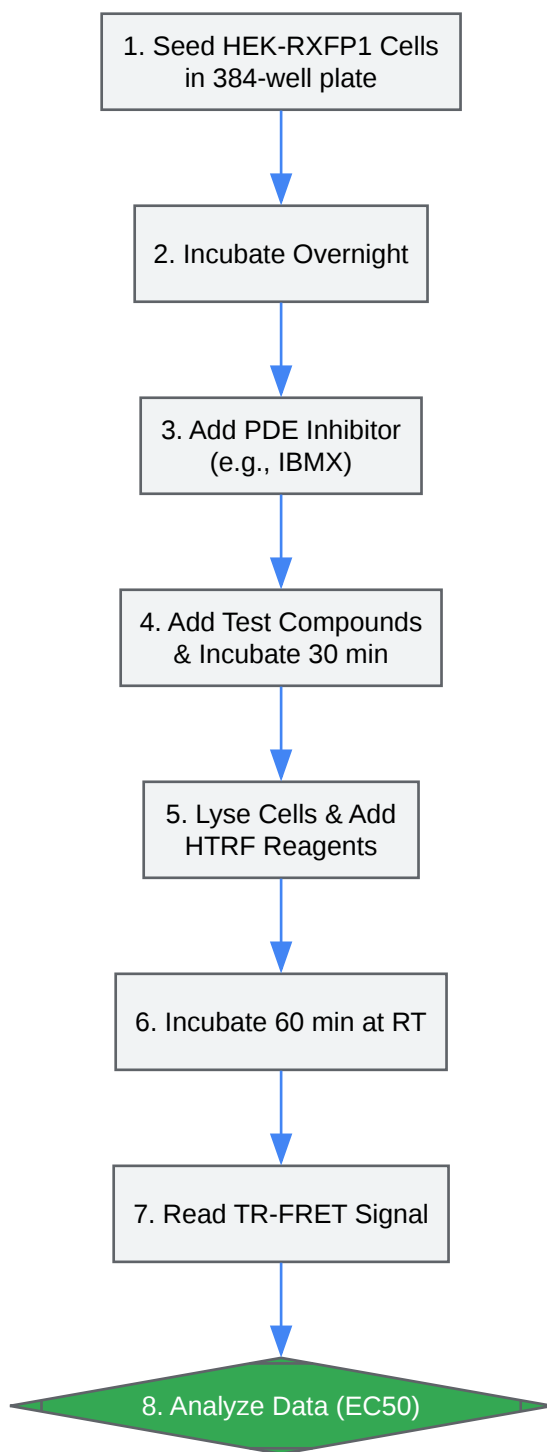 1. Seed HEK-RXFP1 Cells
in 384-well plate
2. Incubate Overnight
3. Add PDE Inhibitor
(e.g., IBMX)
4. Add Test Compounds
& Incubate 30 min
5. Lyse Cells & Add
HTRF Reagents
6. Incubate 60 min at RT
7. Read TR-FRET Signal
8. Analyze Data (EC50)